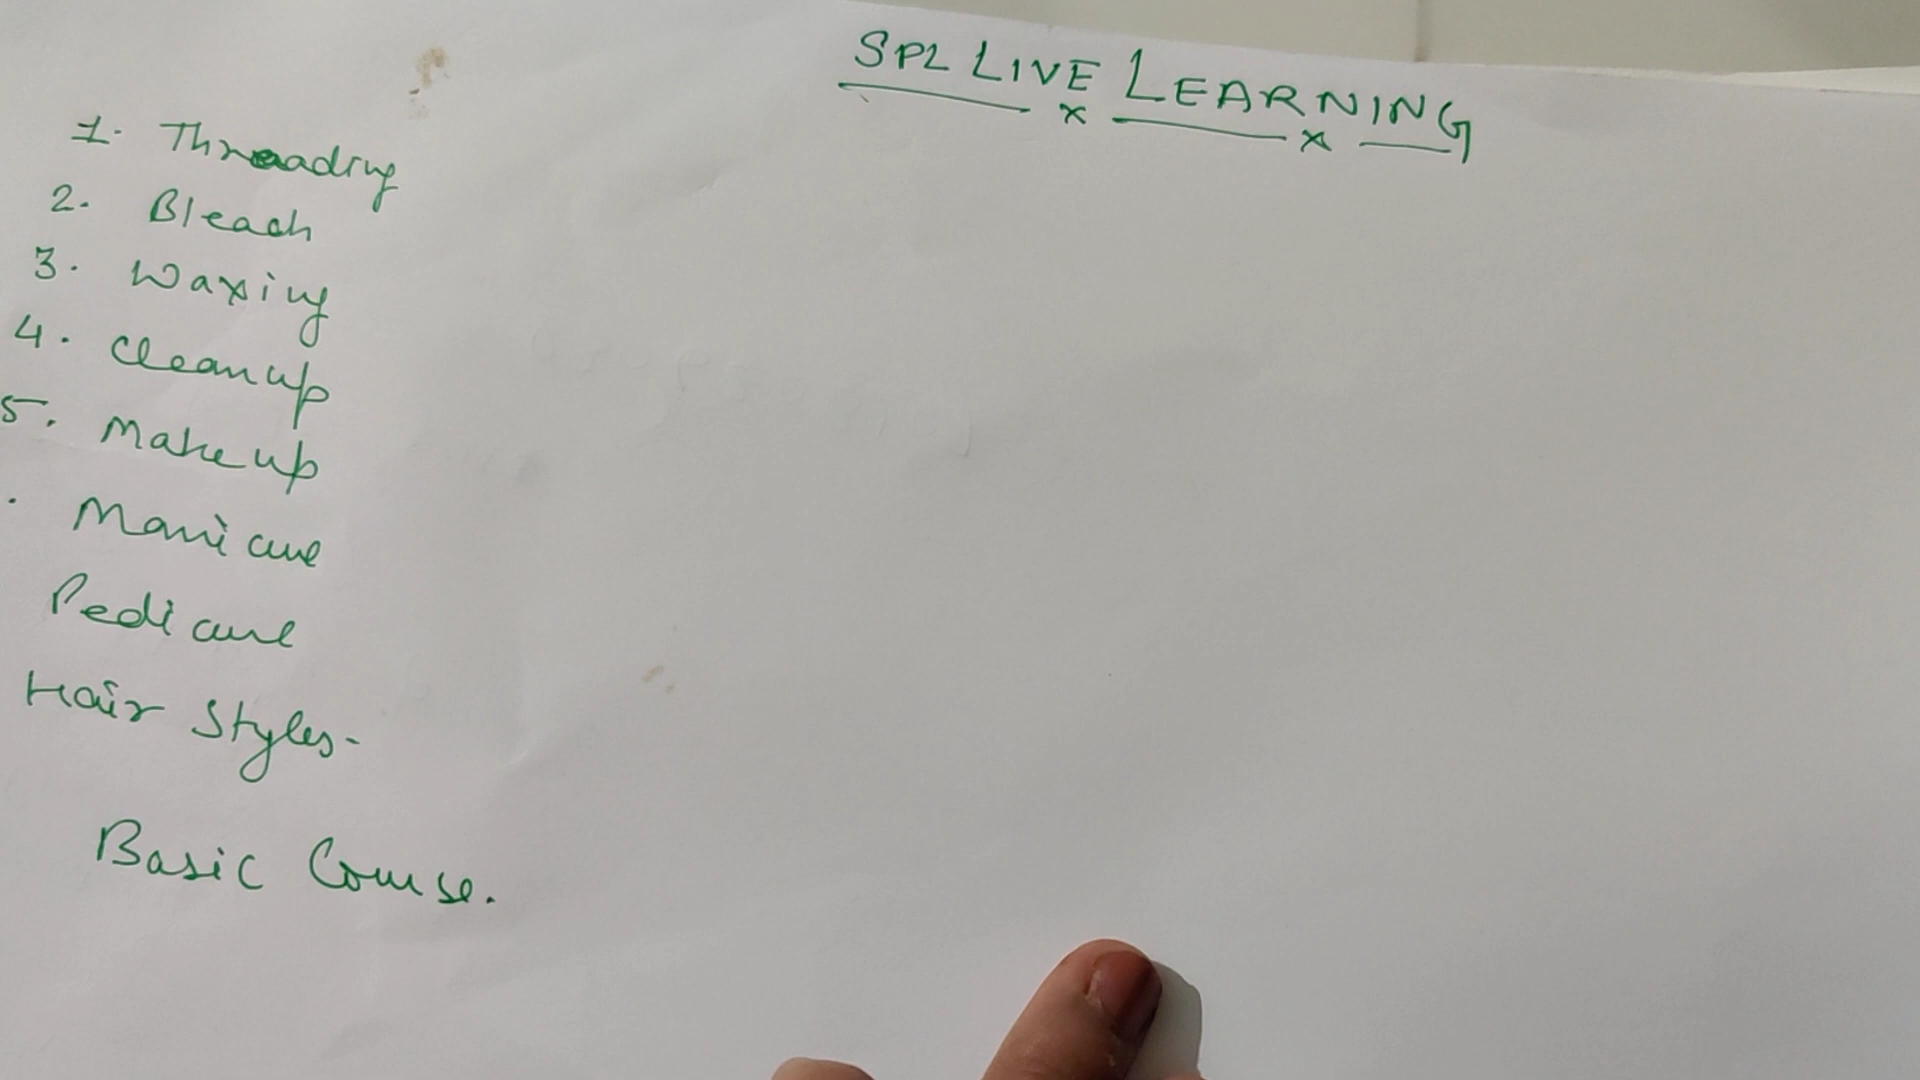 SPL LIVE LEARNING
1. Threading
2. Bleach
3. Waxing
4. Cleanup
5. Makeup
. Manicure
Pedicure
Hair Styles-
Basic Course.